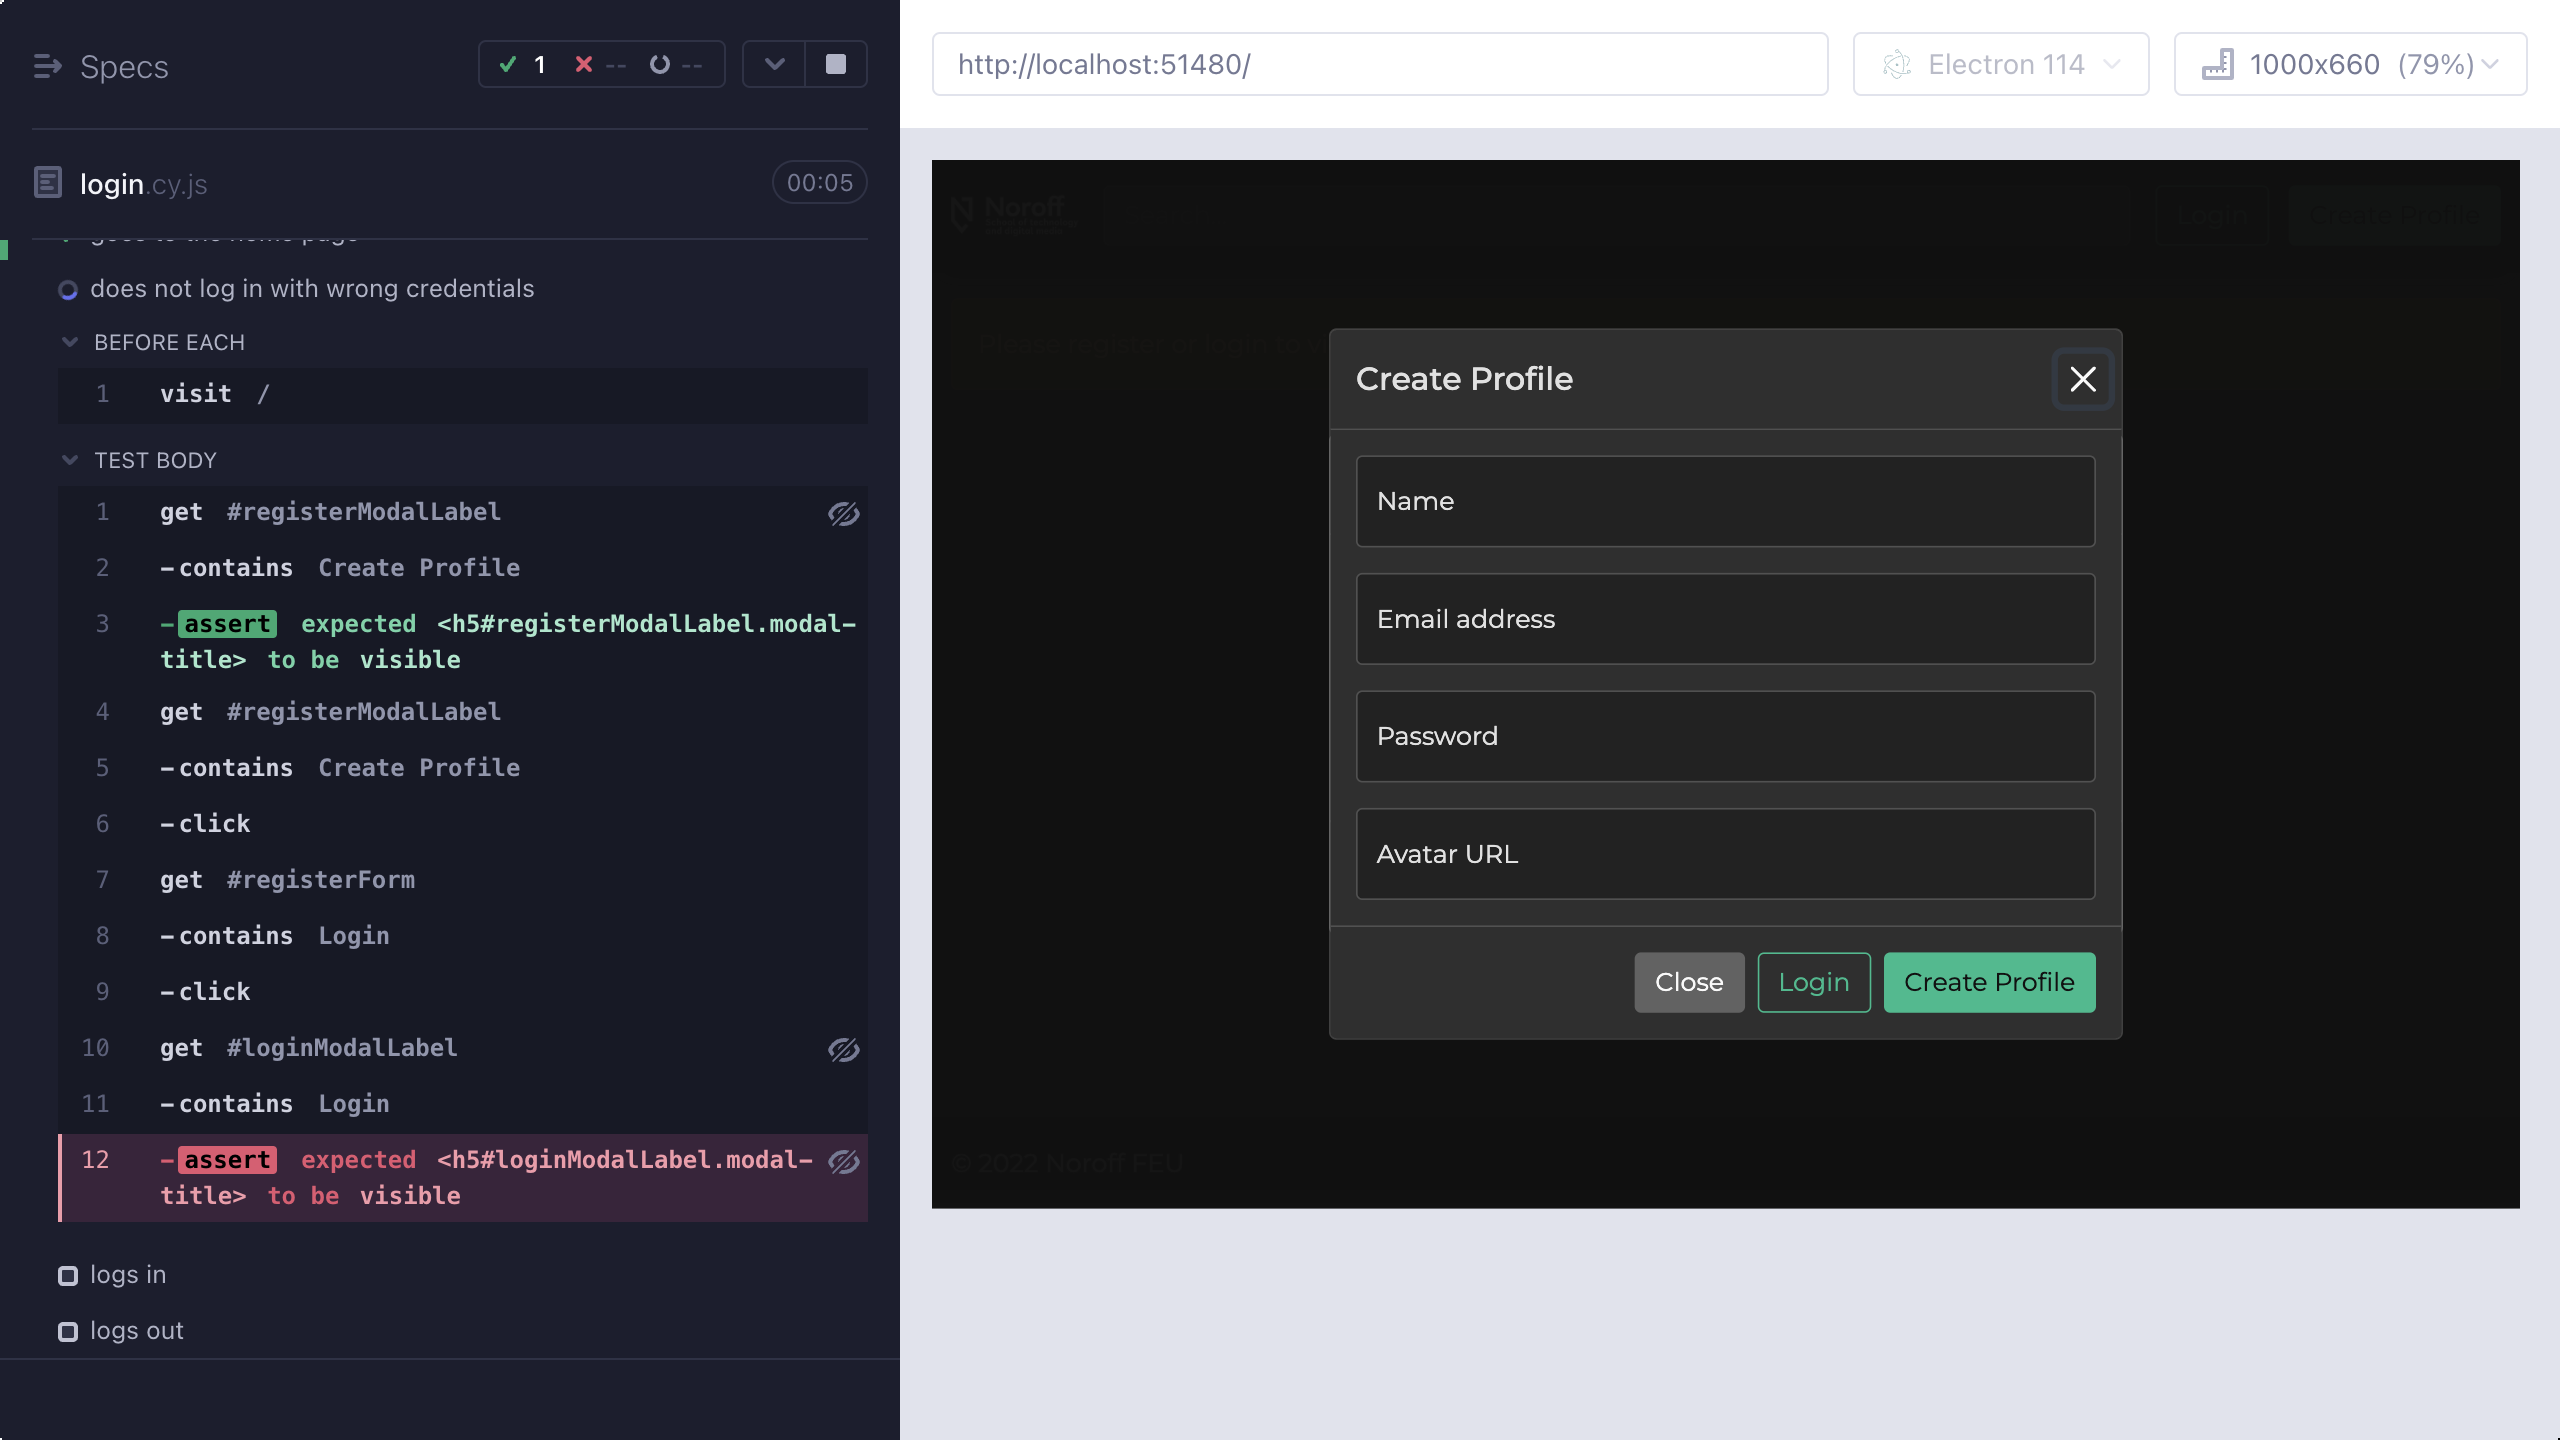 Specs
1 -- --
login.cy.js
00:05
goes to the home page
does not log in with wrong credentials
BEFORE EACH
1 visit /
TEST BODY
1 get #registerModalLabel
2 -contains Create Profile
3 -assert expected <h5#registerModalLabel.modal-
title> to be visible
4 get #registerModalLabel
5 -contains Create Profile
6 -click
7 get #registerForm
8 -contains Login
9 -click
10 get #loginModalLabel
11 -contains Login
12 -assert expected <h5#loginModalLabel.modal-
title> to be visible
logs in
logs out
http://localhost:51480/
Electron 114
1000x660 (79%)
Noroff
Login
Please register or login to
Create Profile
Name
Email address
Password
Avatar URL
Close
Login
Create Profile
© 2022 Noroff FEU